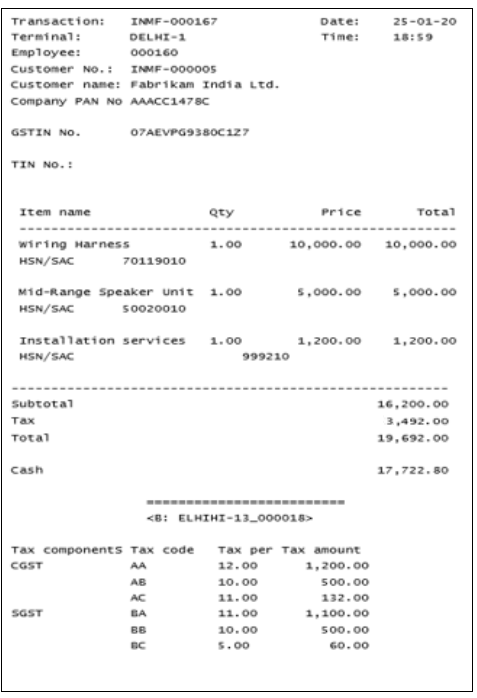 Transaction: INMF-000167 Date: 25-01-20
Terminal: DELHI-1 Time: 18:59
Employee: 000160
Customer No.: INMF-000005
Customer name: Fabrikam India Ltd.
Company PAN No AAACC1478C
GSTIN No. 07AEVPG9380C1Z7
TIN No.:
Item name Qty Price Total
--------------------------------------------------------
Wiring Harness 1.00 10,000.00 10,000.00
HSN/SAC 70119010
Mid-Range Speaker Unit 1.00 5,000.00 5,000.00
HSN/SAC 50020010
Installation services 1.00 1,200.00 1,200.00
HSN/SAC 999210
--------------------------------------------------------
Subtotal 16,200.00
Tax 3,492.00
Total 19,692.00
Cash 17,722.80
=========================
<B: ELHIHI-13_000018>
Tax components Tax code Tax per Tax amount
CGST AA 12.00 1,200.00
AB 10.00 500.00
AC 11.00 132.00
SGST BA 11.00 1,100.00
BB 10.00 500.00
BC 5.00 60.00